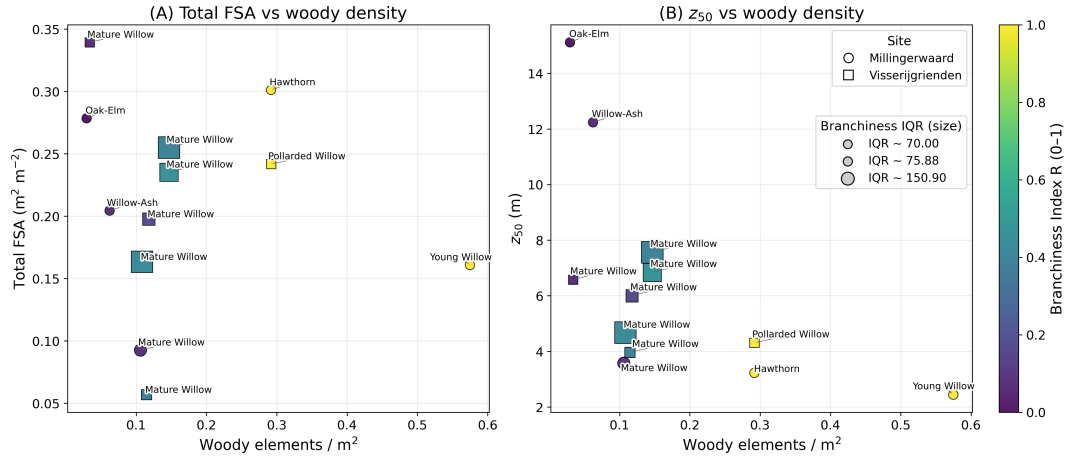 (A) Total FSA vs woody density
Total FSA (m² m⁻²)
0.35
0.30
0.25
0.20
0.15
0.10
0.05
Mature Willow
Oak-Elm
Hawthorn
Mature Willow
Pollarded Willow
Mature Willow
Willow-Ash
Mature Willow
Mature Willow
Young Willow
Mature Willow
Mature Willow
0.1
0.2
0.3
0.4
0.5
0.6
Woody elements / m²
(B) z₅₀ vs woody density
z₅₀ (m)
14
12
10
8
6
4
2
Oak-Elm
Willow-Ash
Mature Willow
Mature Willow
Mature Willow
Mature Willow
Mature Willow
Mature Willow
Mature Willow
Pollarded Willow
Hawthorn
Young Willow
Site
Millingerwaard
Visserijgrienden
Branchiness IQR (size)
IQR ~ 70.00
IQR ~ 75.88
IQR ~ 150.90
0.1
0.2
0.3
0.4
0.5
0.6
Woody elements / m²
1.0
0.8
0.6
0.4
0.2
0.0
Branchiness Index R (0–1)